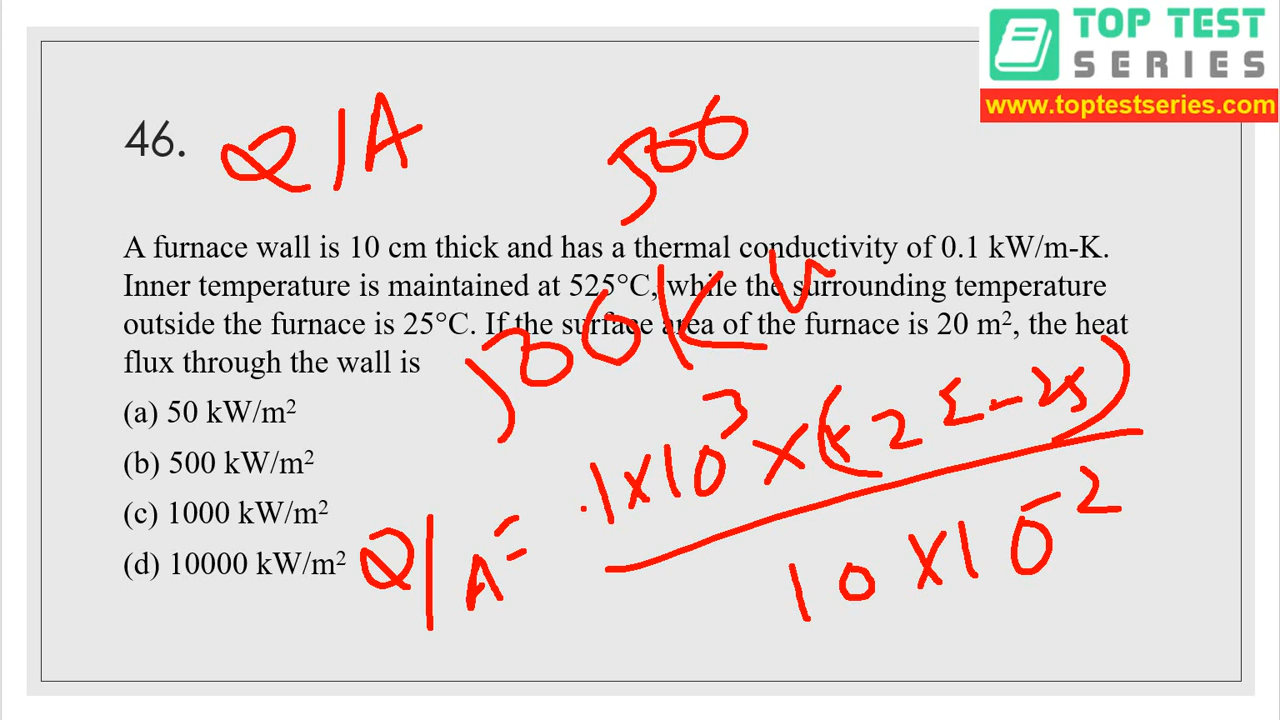 TOP TEST
SERIES
www.toptestseries.com
46. Q/A 500
A furnace wall is 10 cm thick and has a thermal conductivity of 0.1 kW/m-K.
Inner temperature is maintained at 525°C, while the surrounding temperature
outside the furnace is 25°C. If the surface area of the furnace is 20 m², the heat
flux through the wall is
500 K
(a) 50 kW/m²
(b) 500 kW/m²
(c) 1000 kW/m²
(d) 10000 kW/m²
Q/A = .1×10³×(525-25)
10×10⁻²